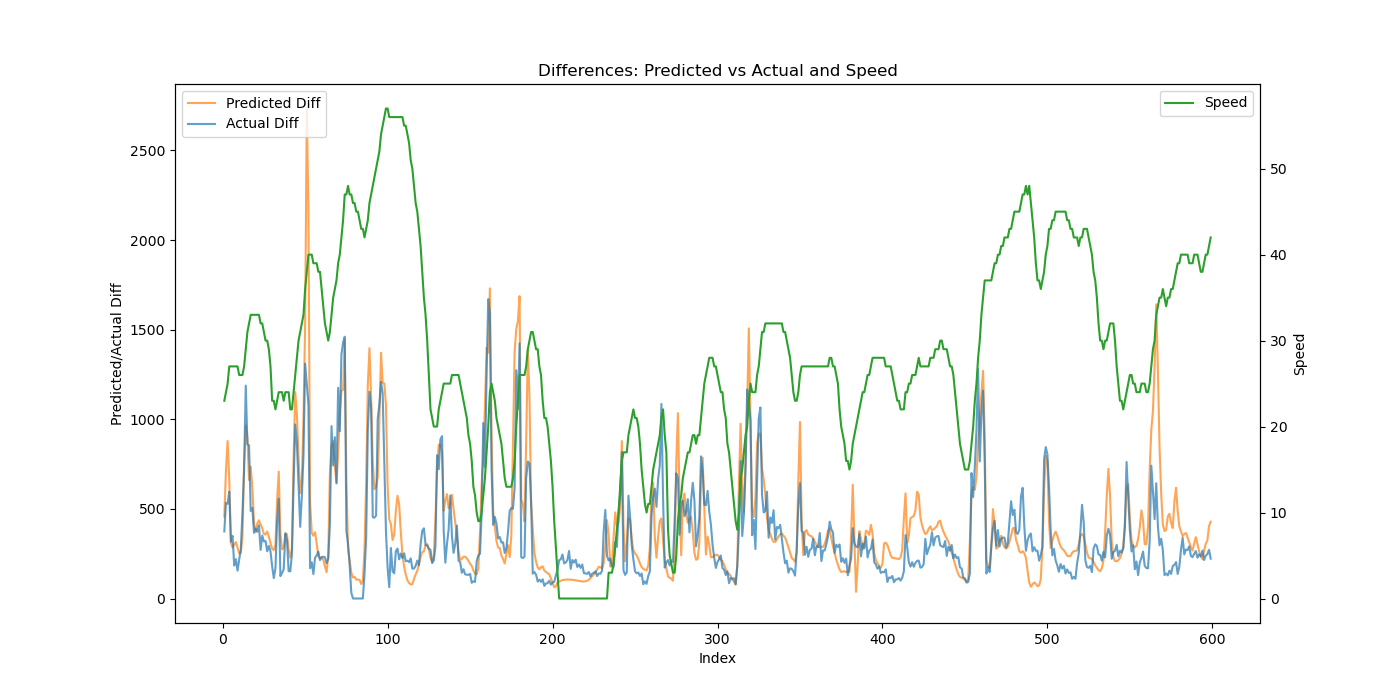 Differences: Predicted vs Actual and Speed
Predicted Diff
Actual Diff
Speed
2500
2000
1500
1000
500
0
Predicted/Actual Diff
50
40
30
20
10
0
Speed
0 100 200 300 400 500 600
Index